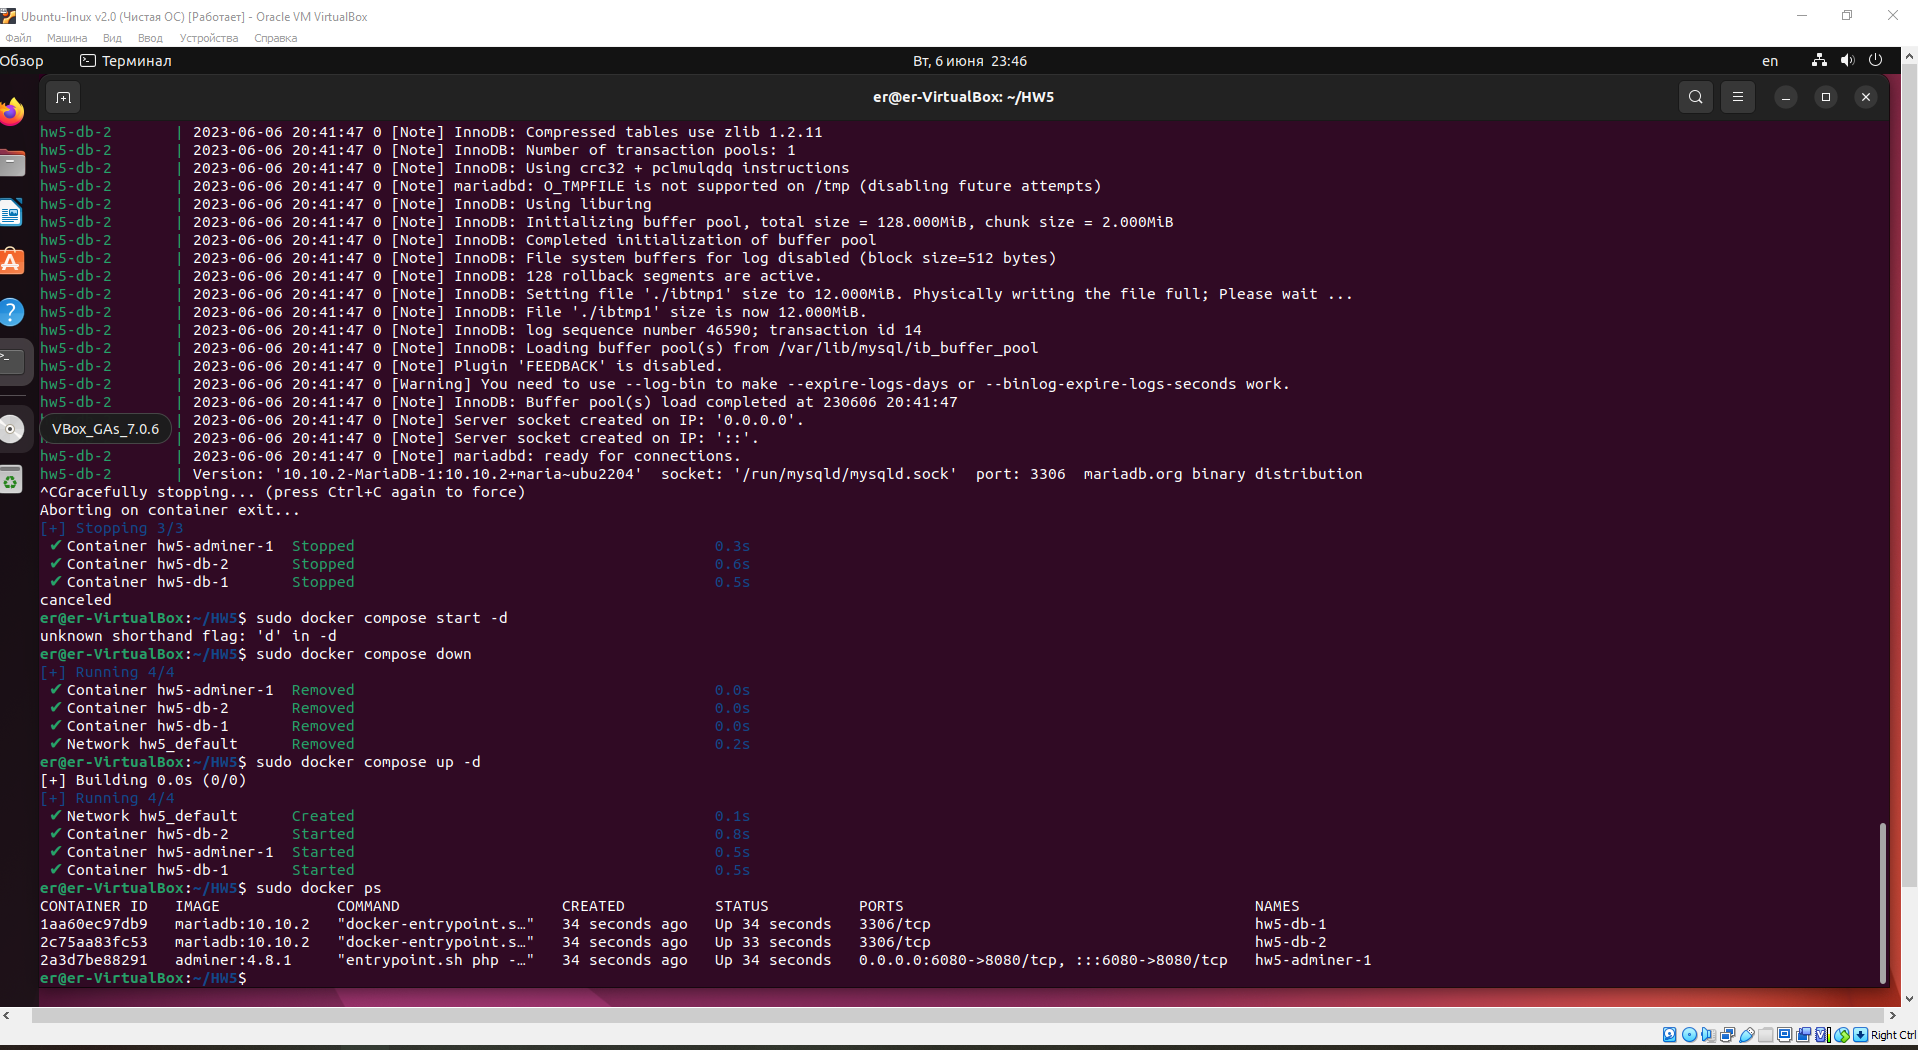 Ubuntu-linux v2.0 (Чистая ОС) [Работает] - Oracle VM VirtualBox
Файл Машина Вид Ввод Устройства Справка
Обзор Терминал Вт, 6 июня 23:46 en
er@er-VirtualBox: ~/HW5
hw5-db-2 | 2023-06-06 20:41:47 0 [Note] InnoDB: Compressed tables use zlib 1.2.11
hw5-db-2 | 2023-06-06 20:41:47 0 [Note] InnoDB: Number of transaction pools: 1
hw5-db-2 | 2023-06-06 20:41:47 0 [Note] InnoDB: Using crc32 + pclmulqdq instructions
hw5-db-2 | 2023-06-06 20:41:47 0 [Note] mariadbd: O_TMPFILE is not supported on /tmp (disabling future attempts)
hw5-db-2 | 2023-06-06 20:41:47 0 [Note] InnoDB: Using liburing
hw5-db-2 | 2023-06-06 20:41:47 0 [Note] InnoDB: Initializing buffer pool, total size = 128.000MiB, chunk size = 2.000MiB
hw5-db-2 | 2023-06-06 20:41:47 0 [Note] InnoDB: Completed initialization of buffer pool
hw5-db-2 | 2023-06-06 20:41:47 0 [Note] InnoDB: File system buffers for log disabled (block size=512 bytes)
hw5-db-2 | 2023-06-06 20:41:47 0 [Note] InnoDB: 128 rollback segments are active.
hw5-db-2 | 2023-06-06 20:41:47 0 [Note] InnoDB: Setting file './ibtmp1' size to 12.000MiB. Physically writing the file full; Please wait ...
hw5-db-2 | 2023-06-06 20:41:47 0 [Note] InnoDB: File './ibtmp1' size is now 12.000MiB.
hw5-db-2 | 2023-06-06 20:41:47 0 [Note] InnoDB: log sequence number 46590; transaction id 14
hw5-db-2 | 2023-06-06 20:41:47 0 [Note] InnoDB: Loading buffer pool(s) from /var/lib/mysql/ib_buffer_pool
hw5-db-2 | 2023-06-06 20:41:47 0 [Note] Plugin 'FEEDBACK' is disabled.
hw5-db-2 | 2023-06-06 20:41:47 0 [Warning] You need to use --log-bin to make --expire-logs-days or --binlog-expire-logs-seconds work.
hw5-db-2 | 2023-06-06 20:41:47 0 [Note] InnoDB: Buffer pool(s) load completed at 230606 20:41:47
| 2023-06-06 20:41:47 0 [Note] Server socket created on IP: '0.0.0.0'.
VBox_GAs_7.0.6
| 2023-06-06 20:41:47 0 [Note] Server socket created on IP: '::'.
hw5-db-2 | 2023-06-06 20:41:47 0 [Note] mariadbd: ready for connections.
hw5-db-2 | Version: '10.10.2-MariaDB-1:10.10.2+maria~ubu2204' socket: '/run/mysqld/mysqld.sock' port: 3306 mariadb.org binary distribution
^CGracefully stopping... (press Ctrl+C again to force)
Aborting on container exit...
[+] Stopping 3/3
✔ Container hw5-adminer-1 Stopped 0.3s
✔ Container hw5-db-2 Stopped 0.6s
✔ Container hw5-db-1 Stopped 0.5s
canceled
er@er-VirtualBox:~/HW5$ sudo docker compose start -d
unknown shorthand flag: 'd' in -d
er@er-VirtualBox:~/HW5$ sudo docker compose down
[+] Running 4/4
✔ Container hw5-adminer-1 Removed 0.0s
✔ Container hw5-db-2 Removed 0.0s
✔ Container hw5-db-1 Removed 0.0s
✔ Network hw5_default Removed 0.2s
er@er-VirtualBox:~/HW5$ sudo docker compose up -d
[+] Building 0.0s (0/0)
[+] Running 4/4
✔ Network hw5_default Created 0.1s
✔ Container hw5-db-2 Started 0.8s
✔ Container hw5-adminer-1 Started 0.5s
✔ Container hw5-db-1 Started 0.5s
er@er-VirtualBox:~/HW5$ sudo docker ps
CONTAINER ID IMAGE COMMAND CREATED STATUS PORTS NAMES
1aa60ec97db9 mariadb:10.10.2 "docker-entrypoint.s…" 34 seconds ago Up 34 seconds 3306/tcp hw5-db-1
2c75aa83fc53 mariadb:10.10.2 "docker-entrypoint.s…" 34 seconds ago Up 33 seconds 3306/tcp hw5-db-2
2a3d7be88291 adminer:4.8.1 "entrypoint.sh php -…" 34 seconds ago Up 34 seconds 0.0.0.0:6080->8080/tcp, :::6080->8080/tcp hw5-adminer-1
er@er-VirtualBox:~/HW5$
Right Ctrl